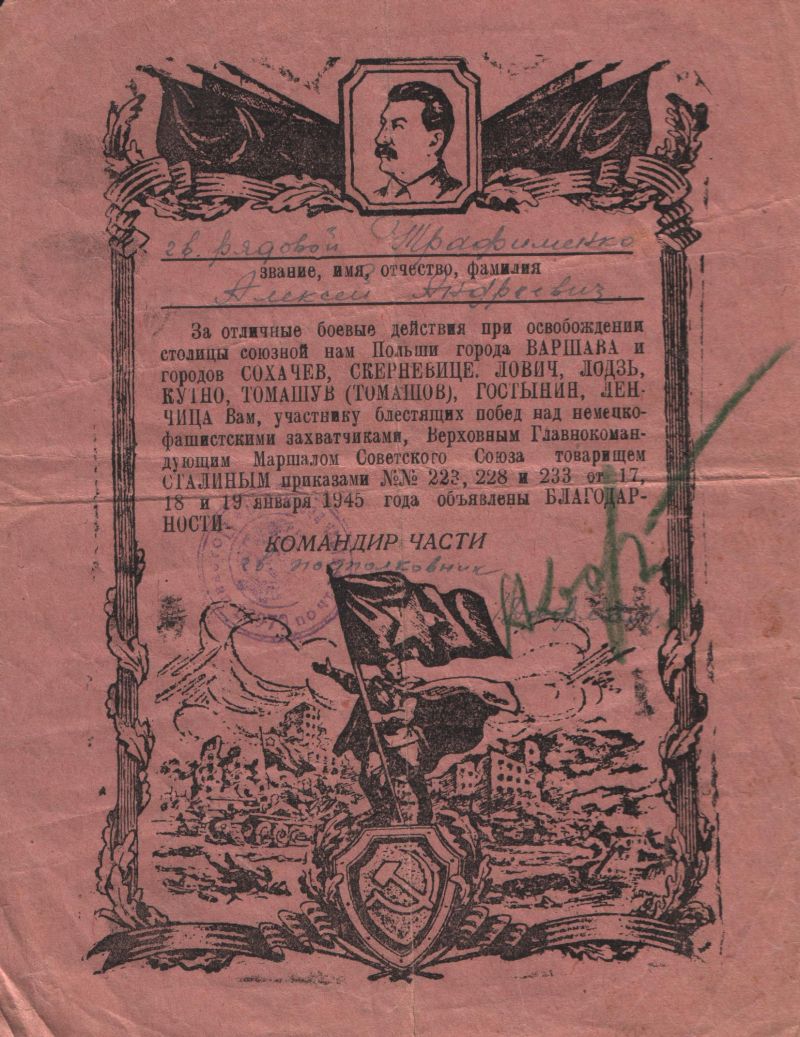 гв. рядовой Трафименко
звание, имя, отчество, фамилия
Алексей Андреевич
За отличные боевые действия при освобождении
столицы союзной нам Польши города ВАРШАВА и
городов СОХАЧЕВ, СКЕРНЕВИЦЕ. ЛОВИЧ, ЛОДЗЬ,
КУТНО, ТОМАШУВ (ТОМАШОВ), ГОСТЫНИН, ЛЕН-
ЧИЦА Вам, участнику блестящих побед над немецко-
фашистскими захватчиками, Верховным Главнокоман-
дующим Маршалом Советского Союза товарищем
СТАЛИНЫМ приказами №№ 223, 228 и 233 от 17,
18 и 19 января 1945 года объявлены БЛАГОДАР-
НОСТИ.
КОМАНДИР ЧАСТИ
гв. подполковник